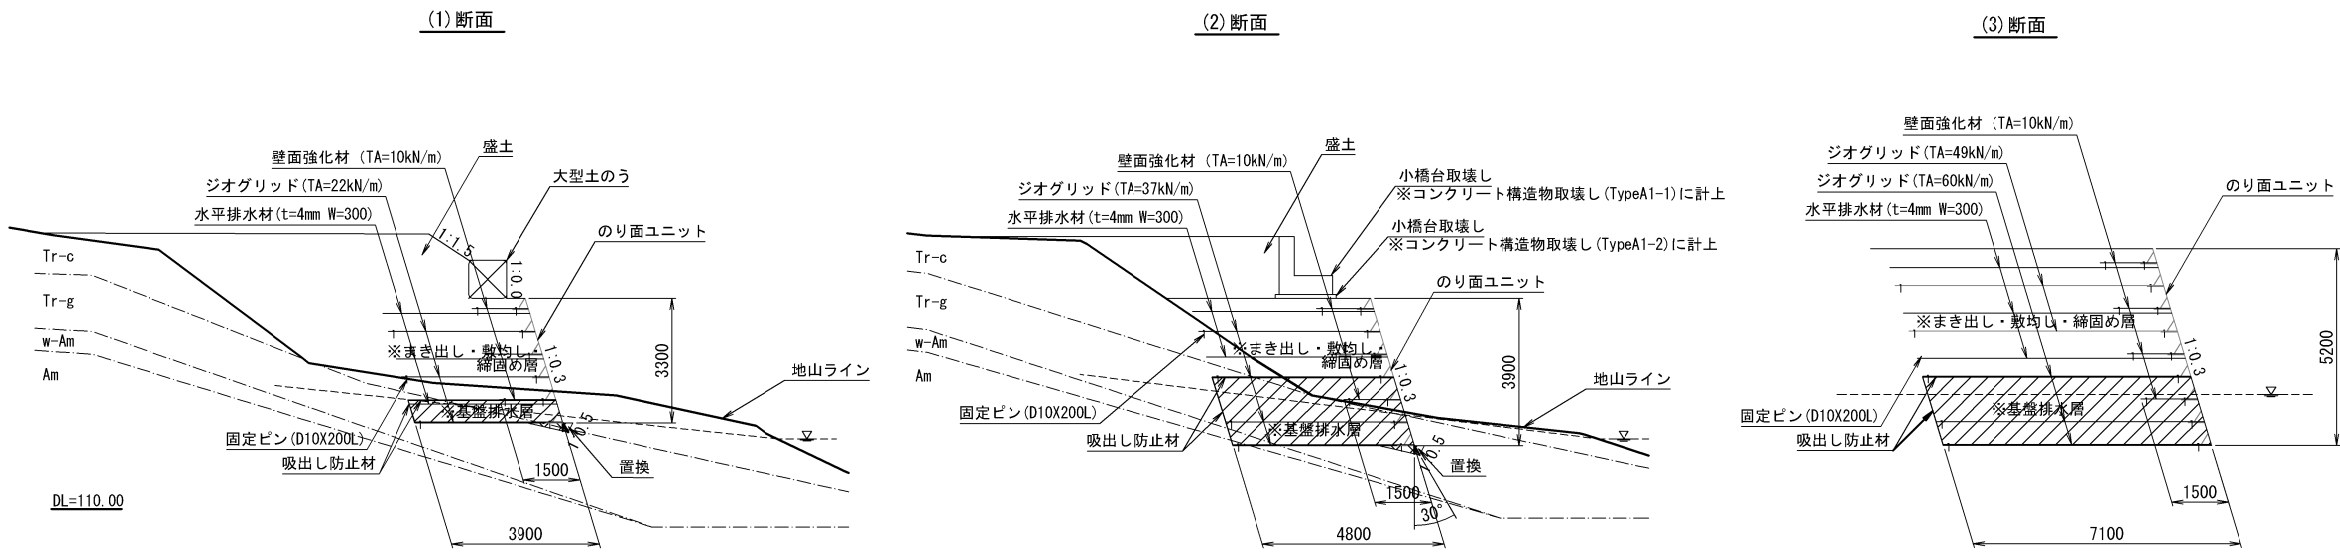 (1)断面
盛土
壁面強化材 (TA=10kN/m)
大型土のう
ジオグリッド(TA=22kN/m)
水平排水材(t=4mm W=300)
のり面ユニット
1:1.5
1:0.0
Tr-c
Tr-g
w-Am
Am
※まき出し・敷均し・
締固め層
1:0.3
3300
地山ライン
※基盤排水層
1:0.5
固定ピン(D10X200L)
吸出し防止材
置換
1500
DL=110.00
3900
(2)断面
盛土
壁面強化材 (TA=10kN/m)
小橋台取壊し
※コンクリート構造物取壊し(TypeA1-1)に計上
ジオグリッド(TA=37kN/m)
水平排水材(t=4mm W=300)
小橋台取壊し
※コンクリート構造物取壊し(TypeA1-2)に計上
のり面ユニット
Tr-c
Tr-g
w-Am
Am
※まき出し・敷均し・
締固め層
1:0.3
3900
地山ライン
固定ピン(D10X200L)
※基盤排水層
吸出し防止材
1:0.5
置換
1500
30°
4800
(3)断面
壁面強化材 (TA=10kN/m)
ジオグリッド(TA=49kN/m)
ジオグリッド(TA=60kN/m)
のり面ユニット
水平排水材(t=4mm W=300)
※まき出し・敷均し・締固め層
1:0.3
5200
固定ピン(D10X200L)
※基盤排水層
吸出し防止材
1500
7100